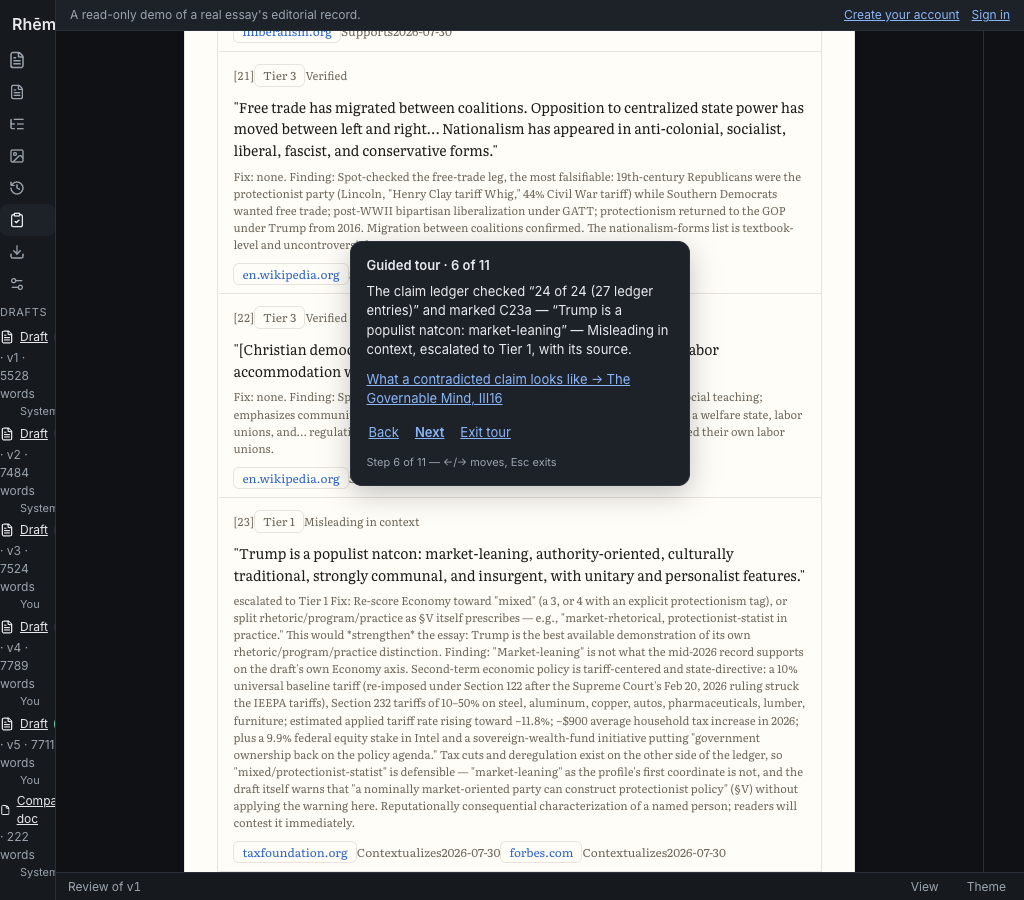 Rhēm
A read-only demo of a real essay's editorial record.
Create your account
Sign in
DRAFTS
Draft
· v1 ·
5528
words
System
Draft
· v2 ·
7484
words
System
Draft
· v3 ·
7524
words
You
Draft
· v4 ·
7789
words
You
Draft
· v5 · 7711
words
You
Compa
doc
· 222
words
System
illiberalism.org Supports 2026-07-30
[21] Tier 3 Verified
"Free trade has migrated between coalitions. Opposition to centralized state power has
moved between left and right… Nationalism has appeared in anti-colonial, socialist,
liberal, fascist, and conservative forms."
Fix: none. Finding: Spot-checked the free-trade leg, the most falsifiable: 19th-century Republicans were the
protectionist party (Lincoln, "Henry Clay tariff Whig," 44% Civil War tariff) while Southern Democrats
wanted free trade; post-WWII bipartisan liberalization under GATT; protectionism returned to the GOP
under Trump from 2016. Migration between coalitions confirmed. The nationalism-forms list is textbook-
level and
en.wikipedia.org
Guided tour · 6 of 11
The claim ledger checked “24 of 24 (27 ledger
entries)” and marked C23a — “Trump is a
populist natcon: market-leaning” — Misleading in
context, escalated to Tier 1, with its source.
What a contradicted claim looks like → The
Governable Mind, III16
Back Next Exit tour
Step 6 of 11 — ←/→ moves, Esc exits
[22] Tier 3 Verified
"[Christian democ abor
accommodation
Fix: none. Finding: Sp ocial teaching;
emphasizes communi a welfare state, labor
unions, and… regulati ed their own labor
unions.
en.wikipedia.org
[23] Tier 1 Misleading in context
"Trump is a populist natcon: market-leaning, authority-oriented, culturally
traditional, strongly communal, and insurgent, with unitary and personalist features."
escalated to Tier 1 Fix: Re-score Economy toward "mixed" (a 3, or 4 with an explicit protectionism tag), or
split rhetoric/program/practice as §V itself prescribes — e.g., "market-rhetorical, protectionist-statist in
practice." This would *strengthen* the essay: Trump is the best available demonstration of its own
rhetoric/program/practice distinction. Finding: "Market-leaning" is not what the mid-2026 record supports
on the draft's own Economy axis. Second-term economic policy is tariff-centered and state-directive: a 10%
universal baseline tariff (re-imposed under Section 122 after the Supreme Court's Feb 20, 2026 ruling struck
the IEEPA tariffs), Section 232 tariffs of 10–50% on steel, aluminum, copper, autos, pharmaceuticals, lumber,
furniture; estimated applied tariff rate rising toward ~11.8%; ~$900 average household tax increase in 2026;
plus a 9.9% federal equity stake in Intel and a sovereign-wealth-fund initiative putting "government
ownership back on the policy agenda." Tax cuts and deregulation exist on the other side of the ledger, so
"mixed/protectionist-statist" is defensible — "market-leaning" as the profile's first coordinate is not, and the
draft itself warns that "a nominally market-oriented party can construct protectionist policy" (§V) without
applying the warning here. Reputationally consequential characterization of a named person; readers will
contest it immediately.
taxfoundation.org Contextualizes 2026-07-30 forbes.com Contextualizes 2026-07-30
Review of v1
View
Theme